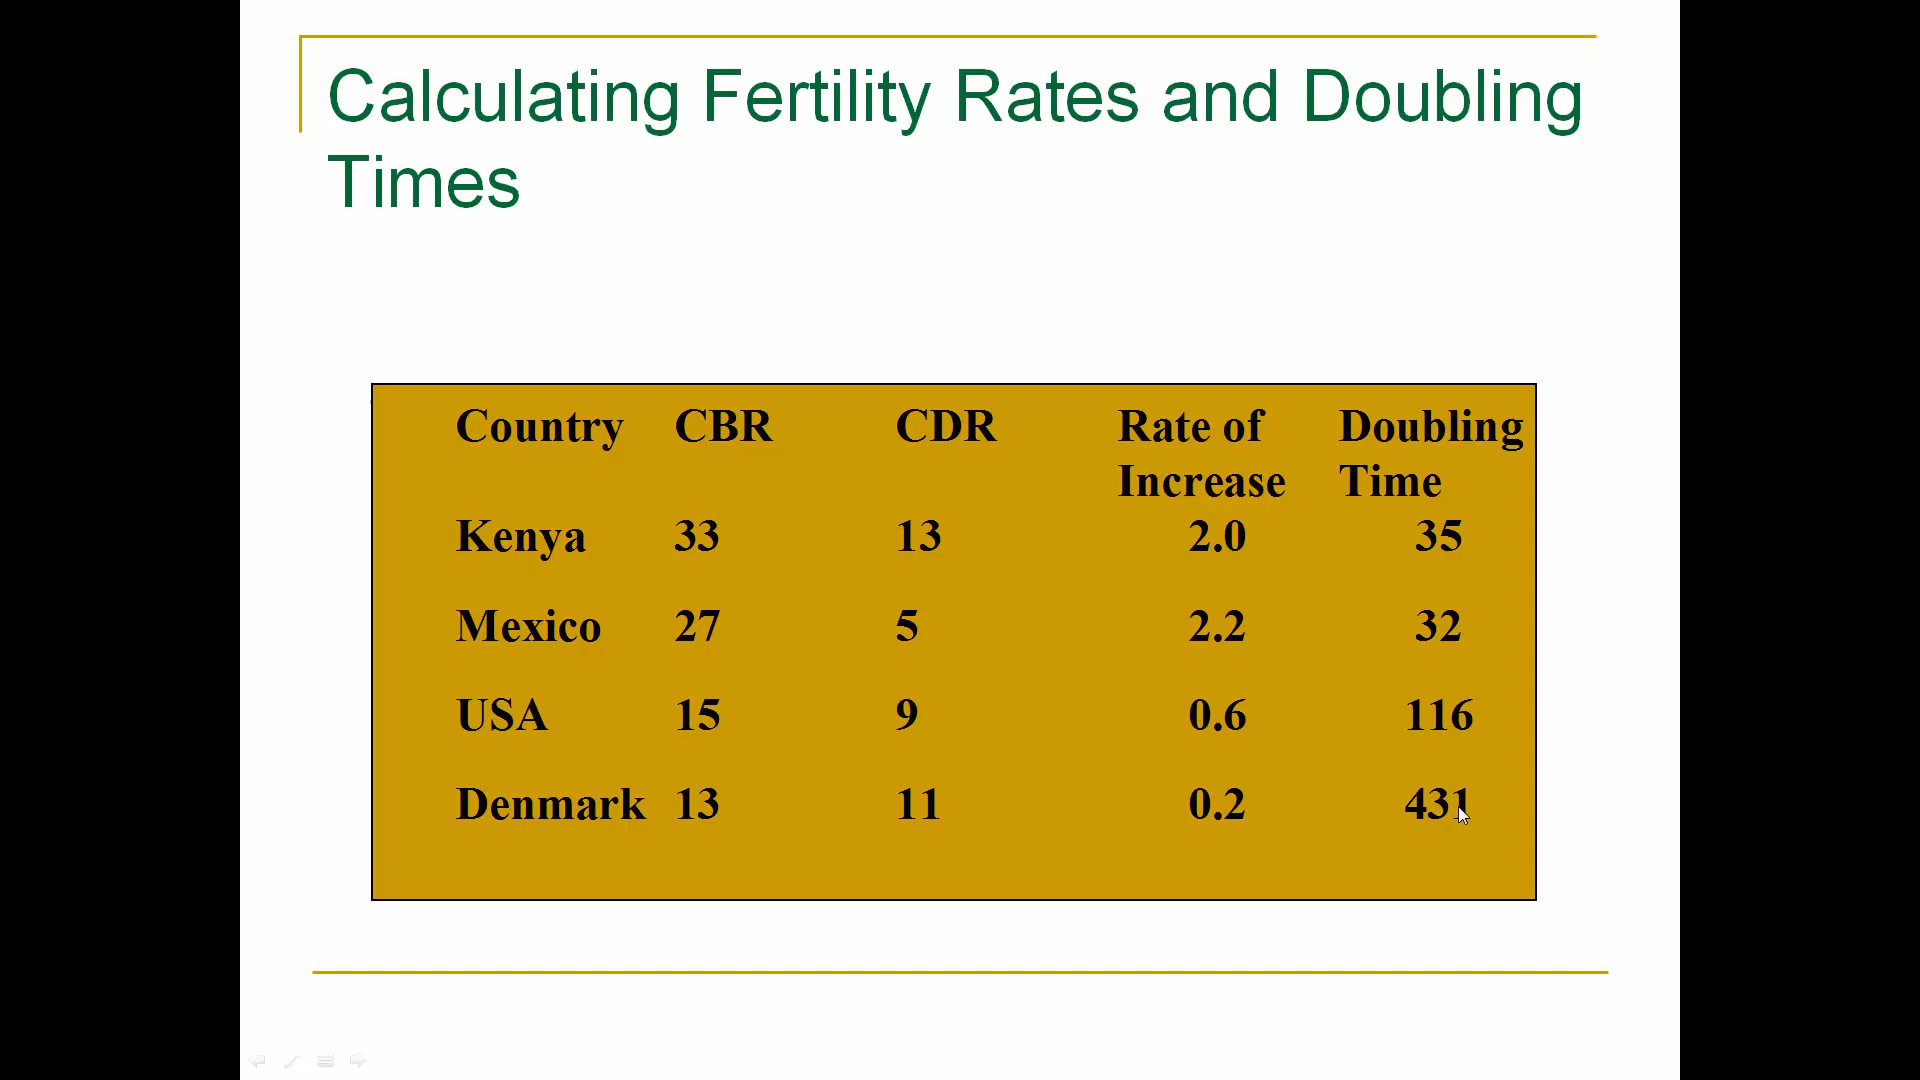 Calculating Fertility Rates and Doubling
Times
Country CBR CDR Rate of Increase Doubling Time
Kenya 33 13 2.0 35
Mexico 27 5 2.2 32
USA 15 9 0.6 116
Denmark 13 11 0.2 431